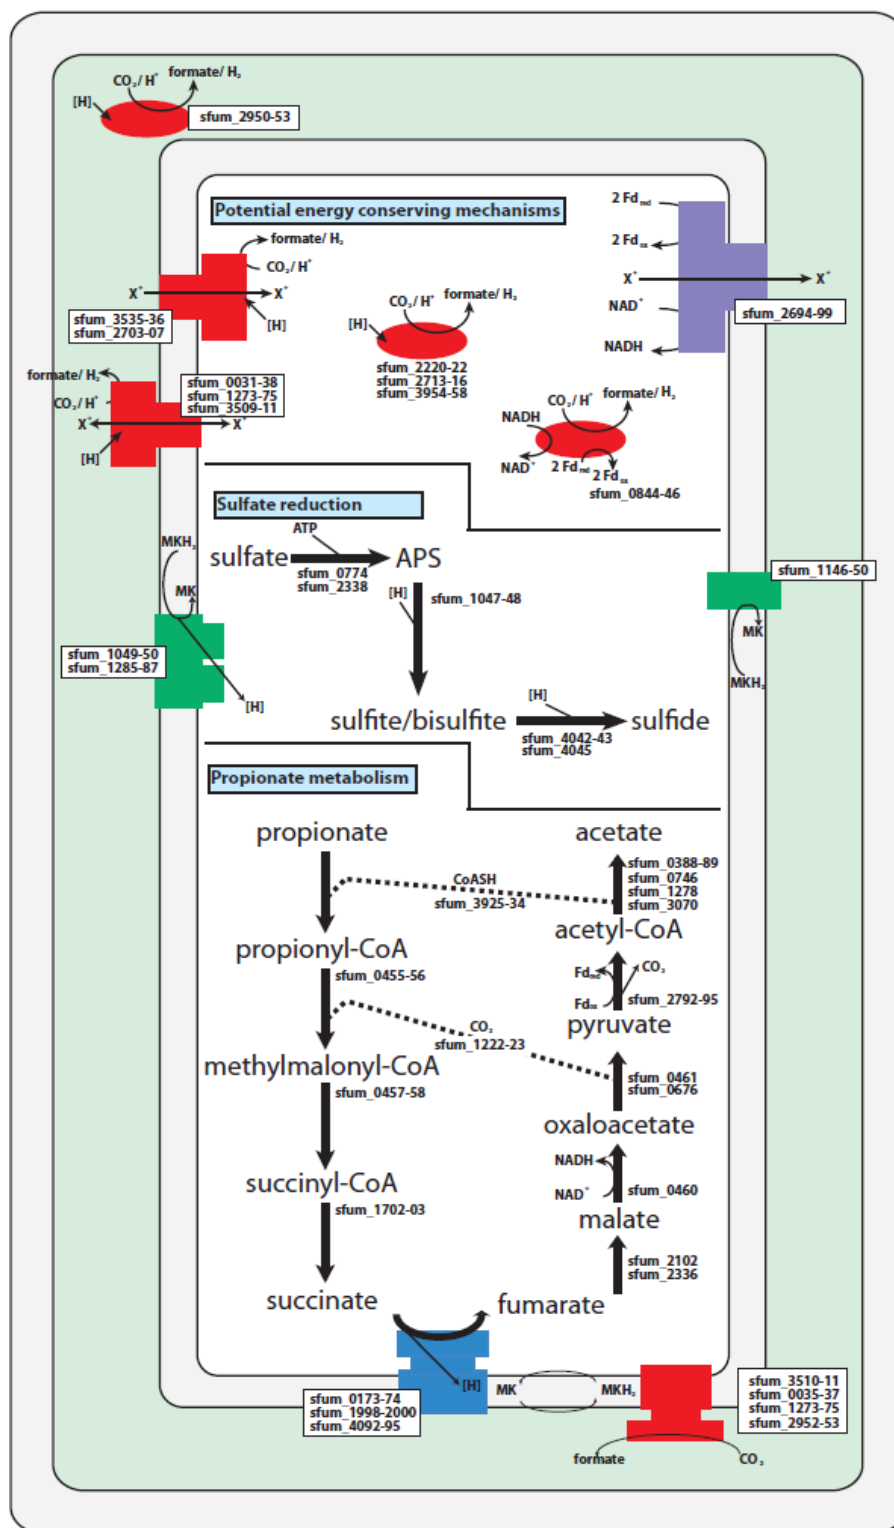 CO₂/ H⁺
formate/ H₂
[H]
sfum_2950-53
Potential energy conserving mechanisms
formate/ H₂
CO₂/ H⁺
X⁺
X⁺
[H]
sfum_3535-36
sfum_2703-07
CO₂/ H⁺
formate/ H₂
[H]
sfum_2220-22
sfum_2713-16
sfum_3954-58
2 Fd red
2 Fd ox
X⁺
X⁺
NAD⁺
NADH
sfum_2694-99
formate/ H₂
CO₂/ H⁺
X⁺
X⁺
[H]
sfum_0031-38
sfum_1273-75
sfum_3509-11
CO₂/ H⁺
formate/ H₂
NADH
NAD⁺
2 Fd red
2 Fd ox
sfum_0844-46
Sulfate reduction
ATP
sulfate
APS
sfum_0774
sfum_2338
[H]
sfum_1047-48
MKH₂
MK
sfum_1049-50
sfum_1285-87
[H]
sfum_1146-50
MK
MKH₂
[H]
sulfite/bisulfite
sulfide
sfum_4042-43
sfum_4045
Propionate metabolism
propionate
acetate
CoASH
sfum_3925-34
sfum_0388-89
sfum_0746
sfum_1278
sfum_3070
propionyl-CoA
acetyl-CoA
sfum_0455-56
Fd red
CO₂
Fd ox
sfum_2792-95
pyruvate
CO₂
sfum_1222-23
methylmalonyl-CoA
sfum_0457-58
sfum_0461
sfum_0676
oxaloacetate
NADH
NAD⁺
sfum_0460
succinyl-CoA
sfum_1702-03
malate
sfum_2102
sfum_2336
succinate
fumarate
[H]
MK
MKH₂
sfum_0173-74
sfum_1998-2000
sfum_4092-95
sfum_3510-11
sfum_0035-37
sfum_1273-75
sfum_2952-53
formate
CO₂